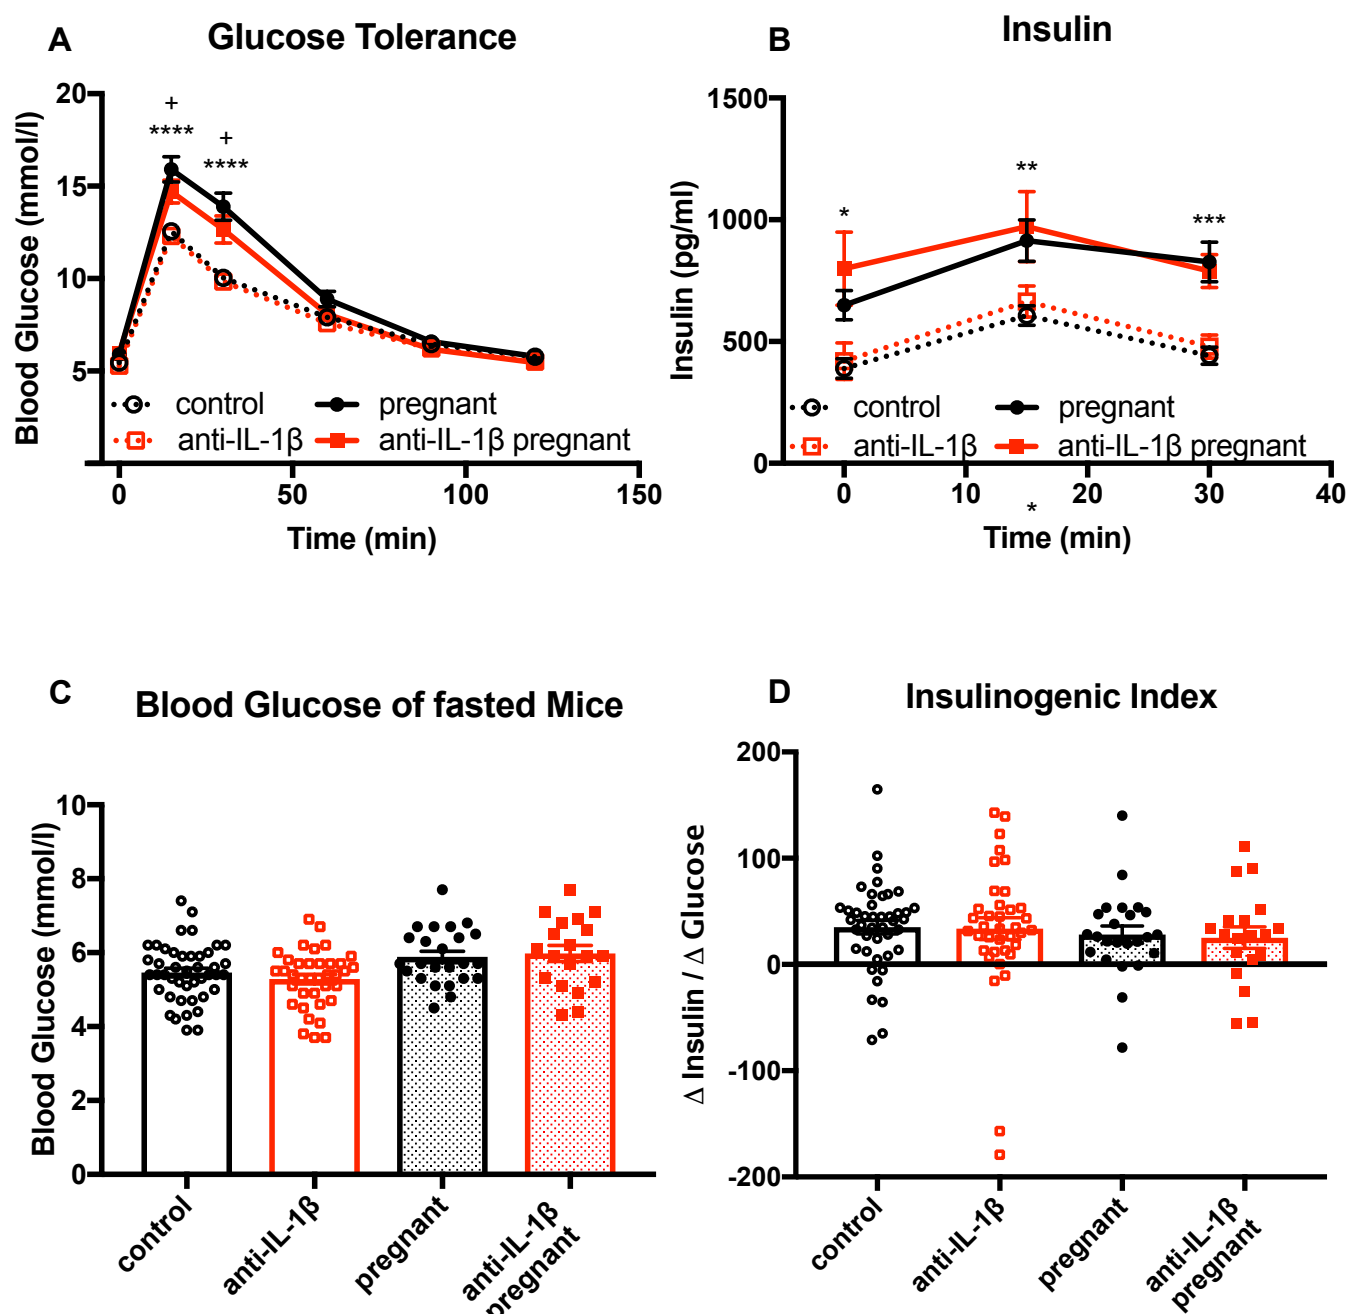 A
Glucose Tolerance
Blood Glucose (mmol/l)
20
15
10
5
+
****
+
****
control
pregnant
anti-IL-1β
anti-IL-1β pregnant
0
50
100
150
Time (min)
B
Insulin
Insulin (pg/ml)
1500
1000
500
0
*
**
***
control
pregnant
anti-IL-1β
anti-IL-1β pregnant
0
10
20
30
40
*
Time (min)
C
Blood Glucose of fasted Mice
Blood Glucose (mmol/l)
10
8
6
4
2
0
control
anti-IL-1β
pregnant
anti-IL-1β
pregnant
D
Insulinogenic Index
Δ Insulin / Δ Glucose
200
100
0
-100
-200
control
anti-IL-1β
pregnant
anti-IL-1β
pregnant